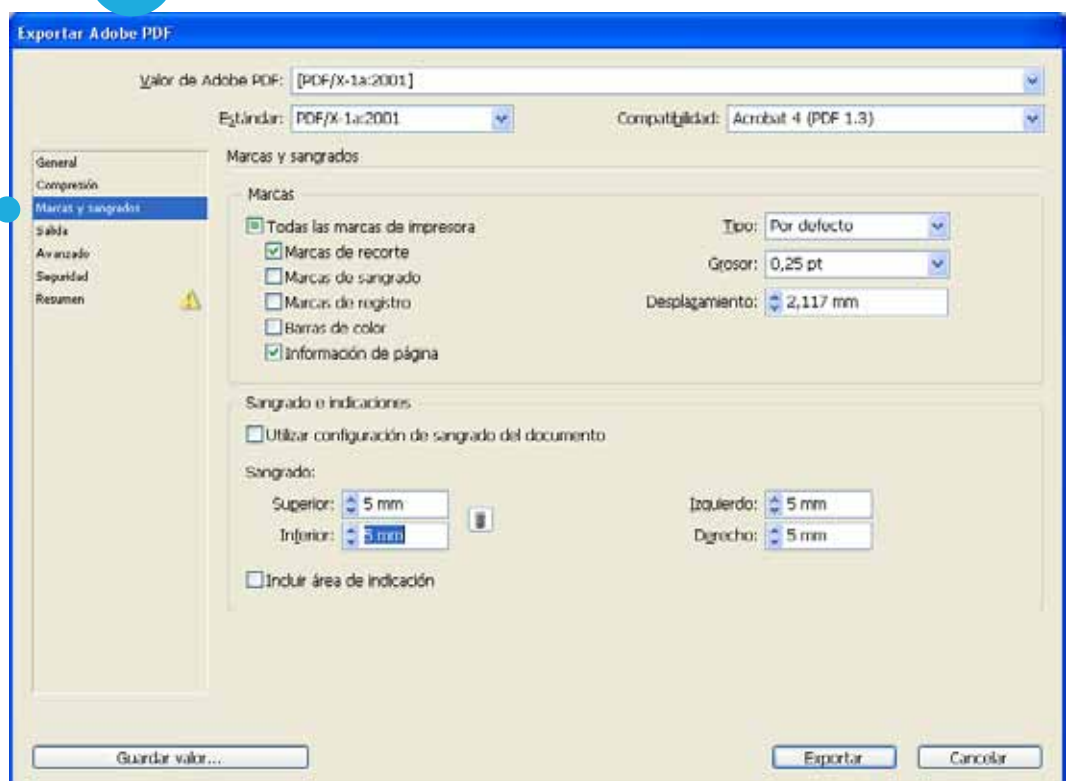 Exportar Adobe PDF
Valor de Adobe PDF: [PDF/X-1a:2001]
Estándar: PDF/X-1a:2001 Compatibilidad: Acrobat 4 (PDF 1.3)
General
Compresión
Marcas y sangrados
Salida
Avanzado
Seguridad
Resumen
Marcas y sangrados
Marcas
Todas las marcas de impresora
Marcas de recorte
Marcas de sangrado
Marcas de registro
Barras de color
Información de página
Tipo: Por defecto
Grosor: 0,25 pt
Desplazamiento: 2,117 mm
Sangrado e indicaciones
Utilizar configuración de sangrado del documento
Sangrado:
Superior: 5 mm Izquierdo: 5 mm
Inferior: 5 mm Derecho: 5 mm
Incluir área de indicación
Guardar valor... Exportar Cancelar